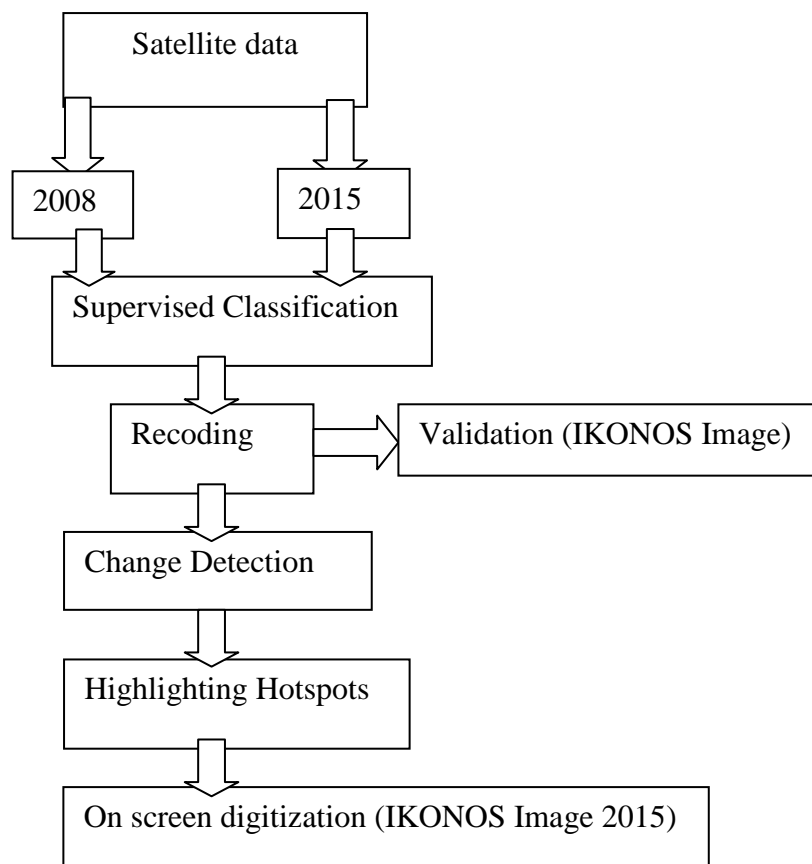 Satellite data
2008
2015
Supervised Classification
Recoding
Validation (IKONOS Image)
Change Detection
Highlighting Hotspots
On screen digitization (IKONOS Image 2015)